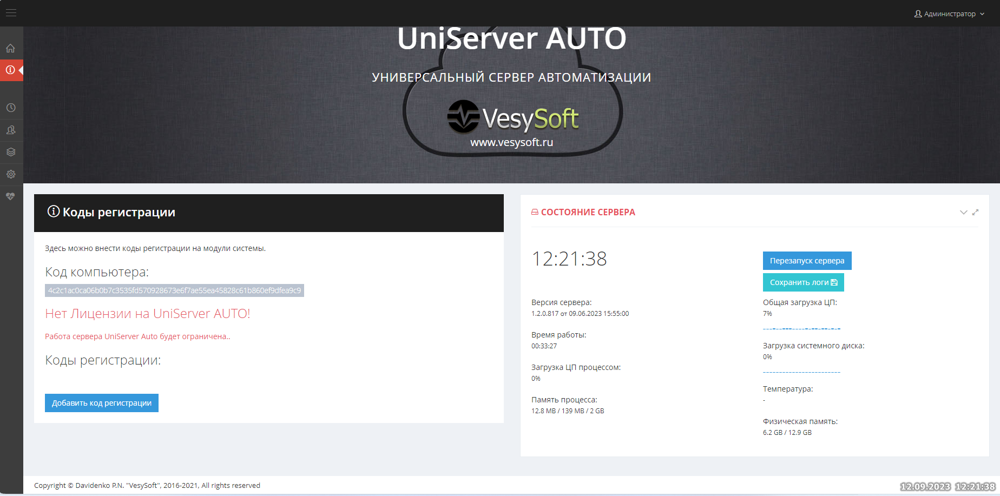 Администратор
UniServer AUTO
УНИВЕРСАЛЬНЫЙ СЕРВЕР АВТОМАТИЗАЦИИ
VesySoft
www.vesysoft.ru
Коды регистрации
Здесь можно внести коды регистрации на модули системы.
Код компьютера:
4c2c1ac0ca06b0b7c3535fd570928673e6f7ae55ea45828c61b860ef9dfea9c9
Нет Лицензии на UniServer AUTO!
Работа сервера UniServer Auto будет ограничена..
Коды регистрации:
Добавить код регистрации
СОСТОЯНИЕ СЕРВЕРА
12:21:38
Перезапуск сервера
Сохранить логи
Версия сервера:
1.2.0.817 от 09.06.2023 15:55:00
Время работы:
00:33:27
Загрузка ЦП процессом:
0%
Память процесса:
12.8 MB / 139 MB / 2 GB
Общая загрузка ЦП:
7%
Загрузка системного диска:
0%
Температура:
-
Физическая память:
6.2 GB / 12.9 GB
Copyright © Davidenko P.N. "VesySoft", 2016-2021, All rights reserved
12.09.2023 12:21:38